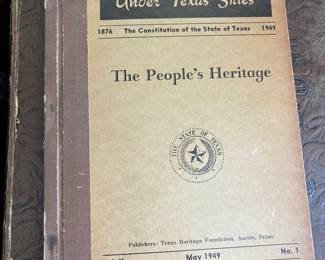 Under Texas Skies
1876 The Constitution of the State of Texas 1949
The People's Heritage
THE STATE OF TEXAS
Publishers: Texas Heritage Foundation, Austin, Texas
May 1949 No. 1